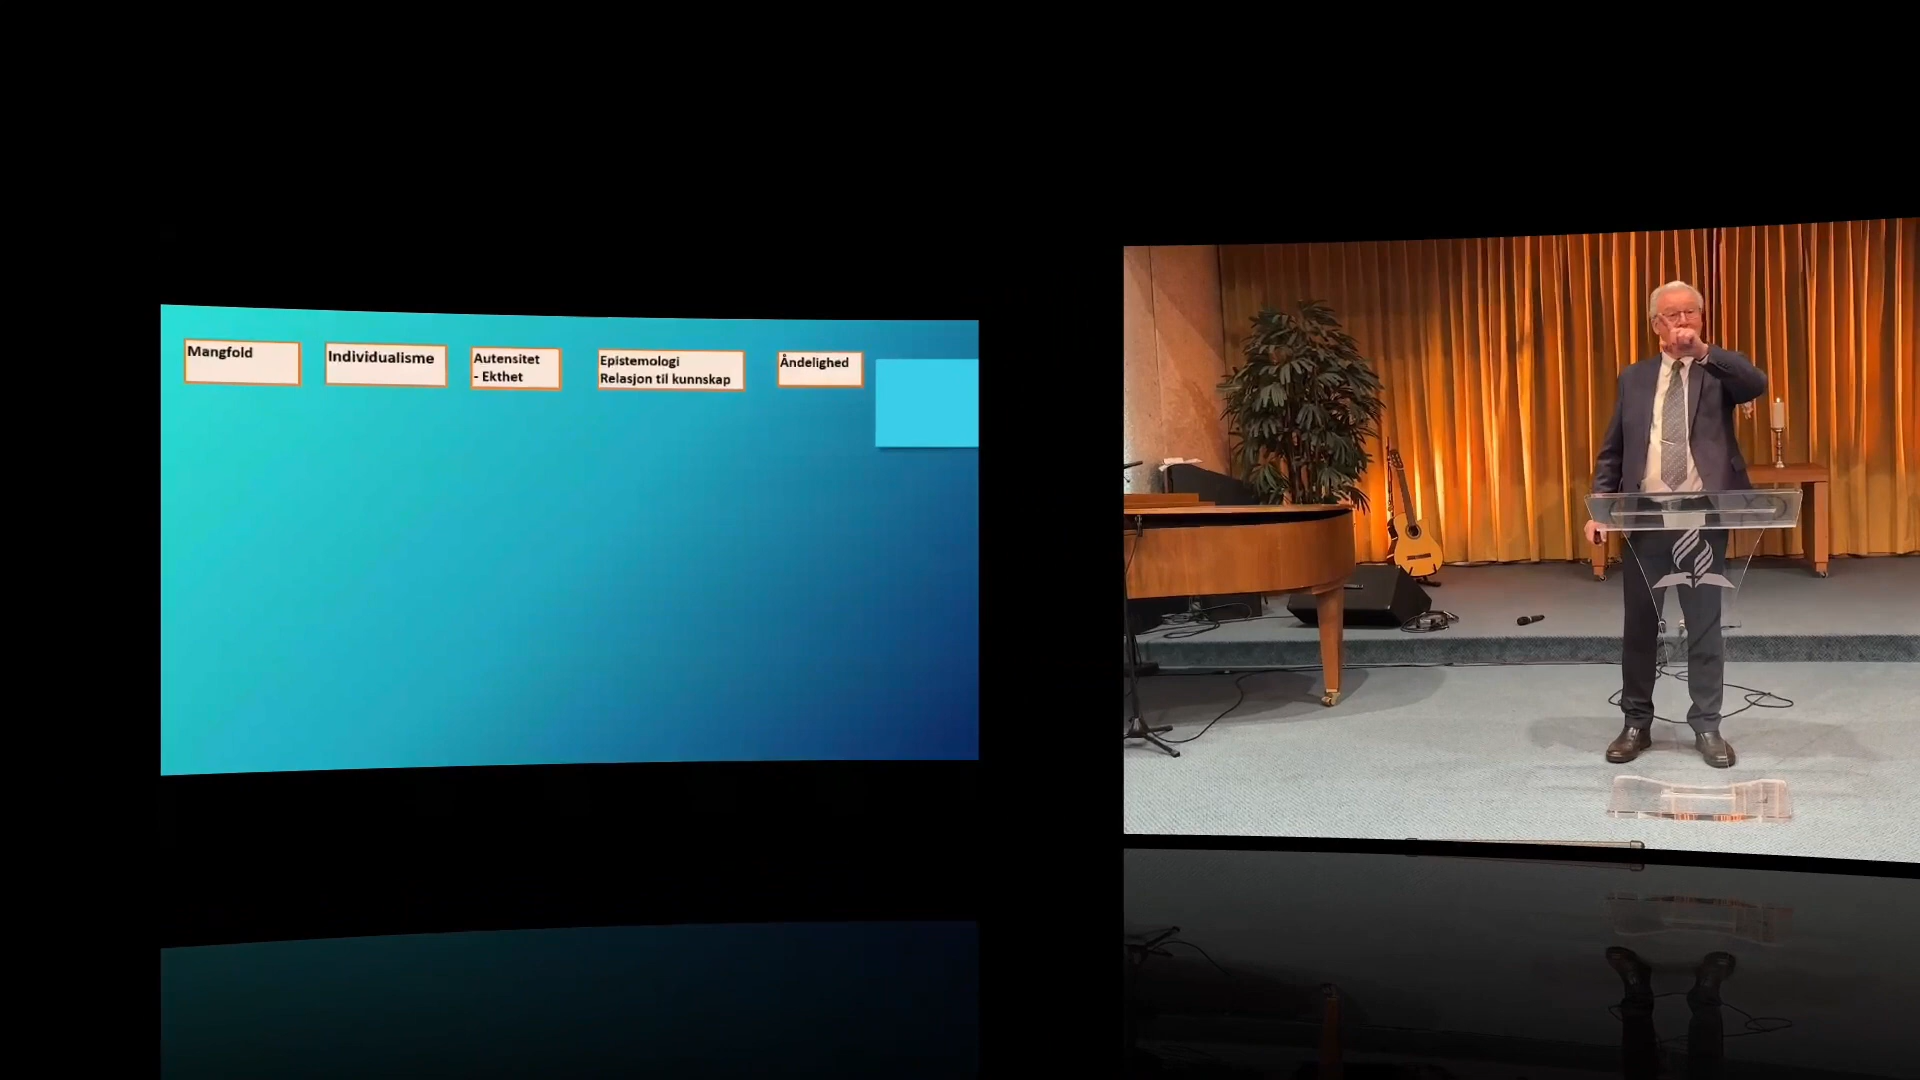 Mangfold
Individualisme
Autensitet
- Ekthet
Epistemologi
Relasjon til kunnskap
Åndelighed